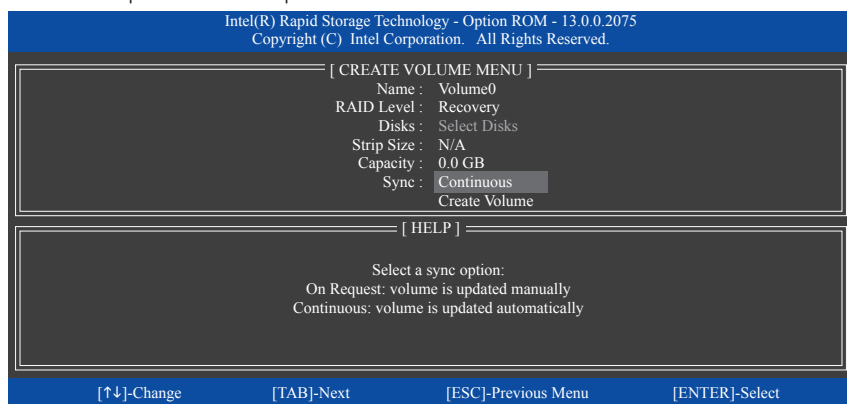 Intel(R) Rapid Storage Technology - Option ROM - 13.0.0.2075
Copyright (C) Intel Corporation. All Rights Reserved.
[ CREATE VOLUME MENU ]
Name : Volume0
RAID Level : Recovery
Disks : Select Disks
Strip Size : N/A
Capacity : 0.0 GB
Sync : Continuous
Create Volume
[ HELP ]
Select a sync option:
On Request: volume is updated manually
Continuous: volume is updated automatically
[↑↓]-Change [TAB]-Next [ESC]-Previous Menu [ENTER]-Select